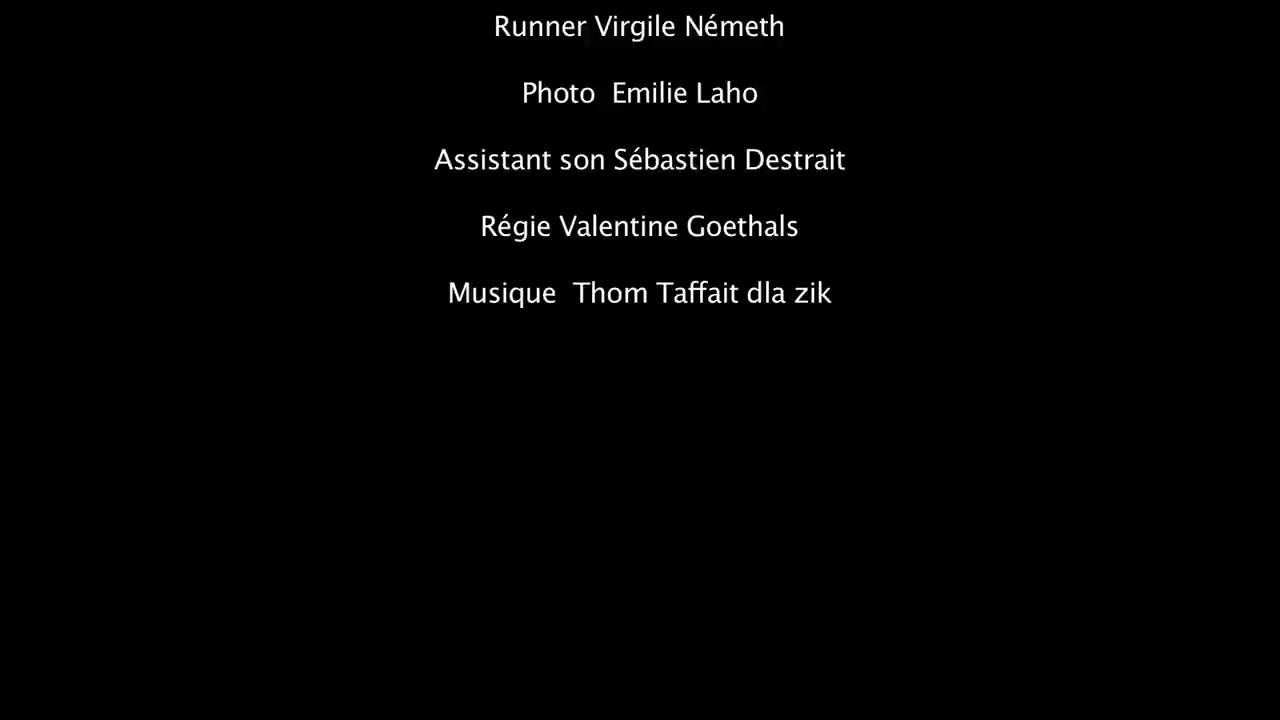 Runner Virgile Németh
Photo  Emilie Laho
Assistant son Sébastien Destrait
Régie Valentine Goethals
Musique  Thom Taffait dla zik